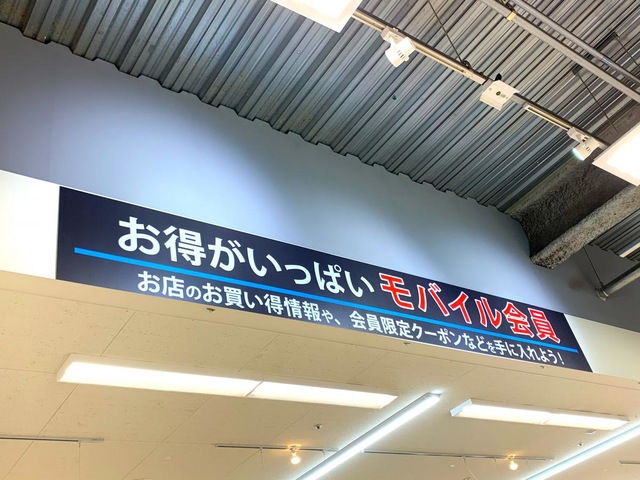 お得がいっぱいモバイル会員
お店のお買い得情報や、会員限定クーポンなどを手に入れよう!